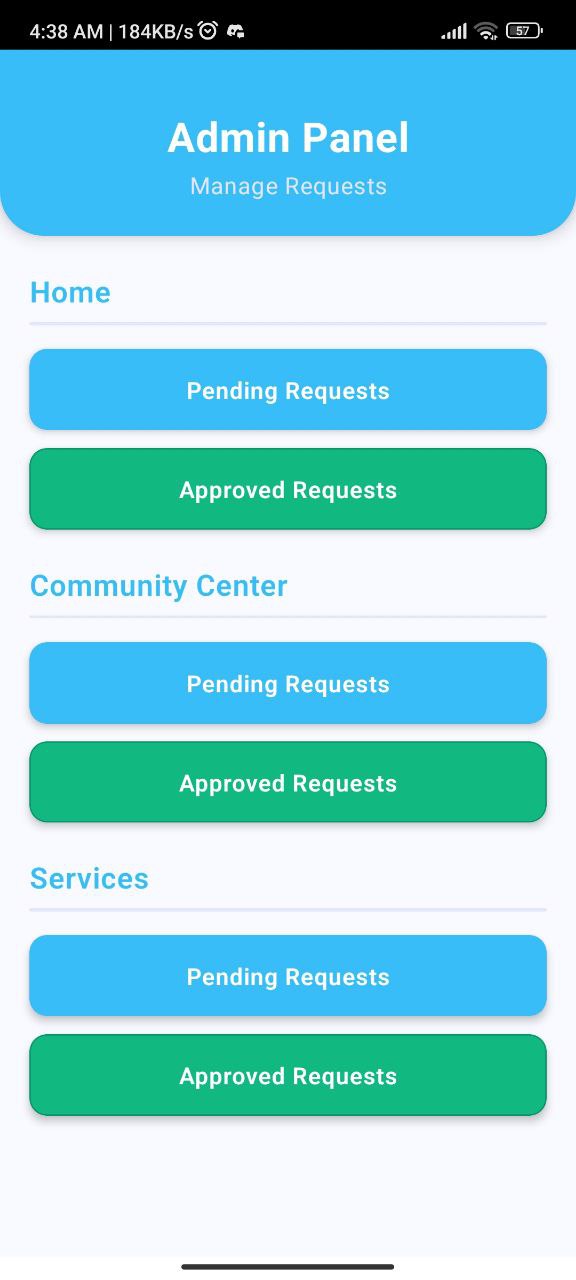 4:38 AM | 184KB/s
57
Admin Panel
Manage Requests
Home
Pending Requests
Approved Requests
Community Center
Pending Requests
Approved Requests
Services
Pending Requests
Approved Requests